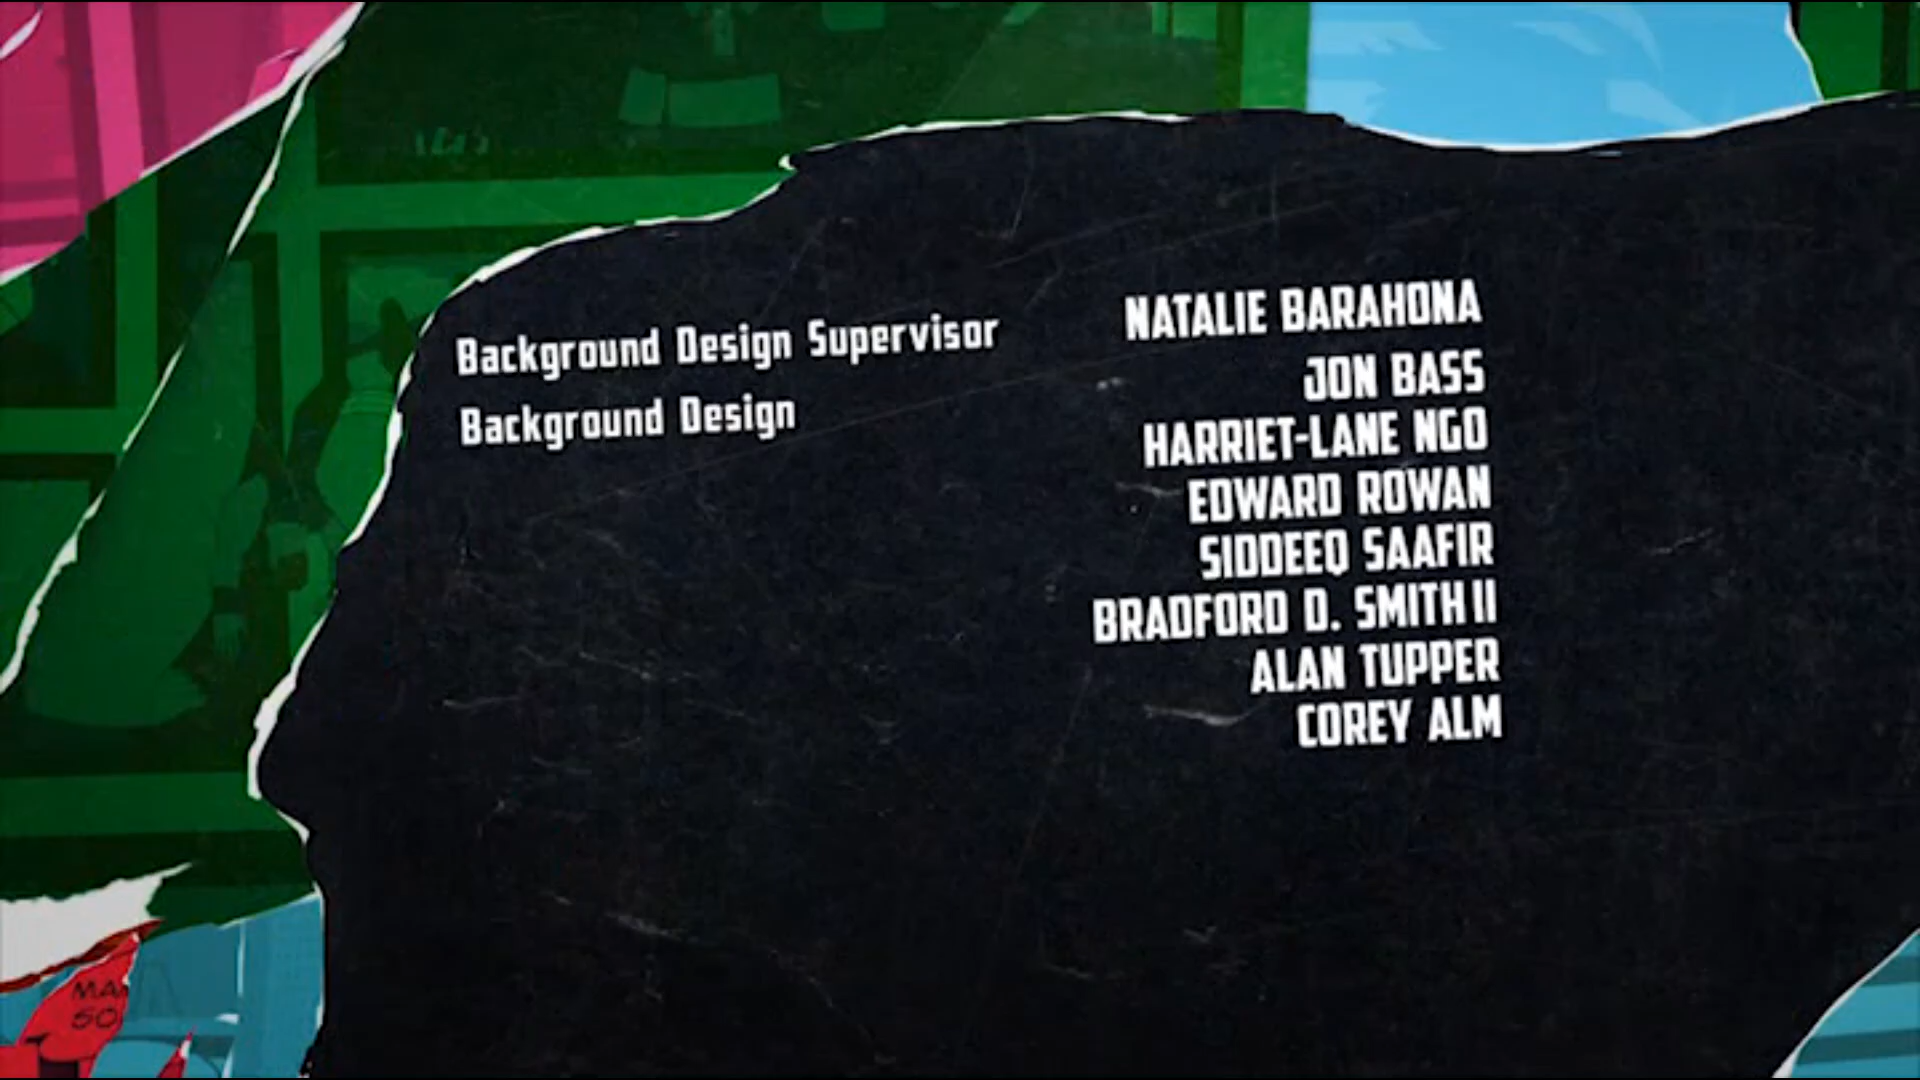 Background Design Supervisor NATALIE BARAHONA
Background Design JON BASS
HARRIET-LANE NGO
EDWARD ROWAN
SIDDEEQ SAAFIR
BRADFORD D. SMITH II
ALAN TUPPER
COREY ALM